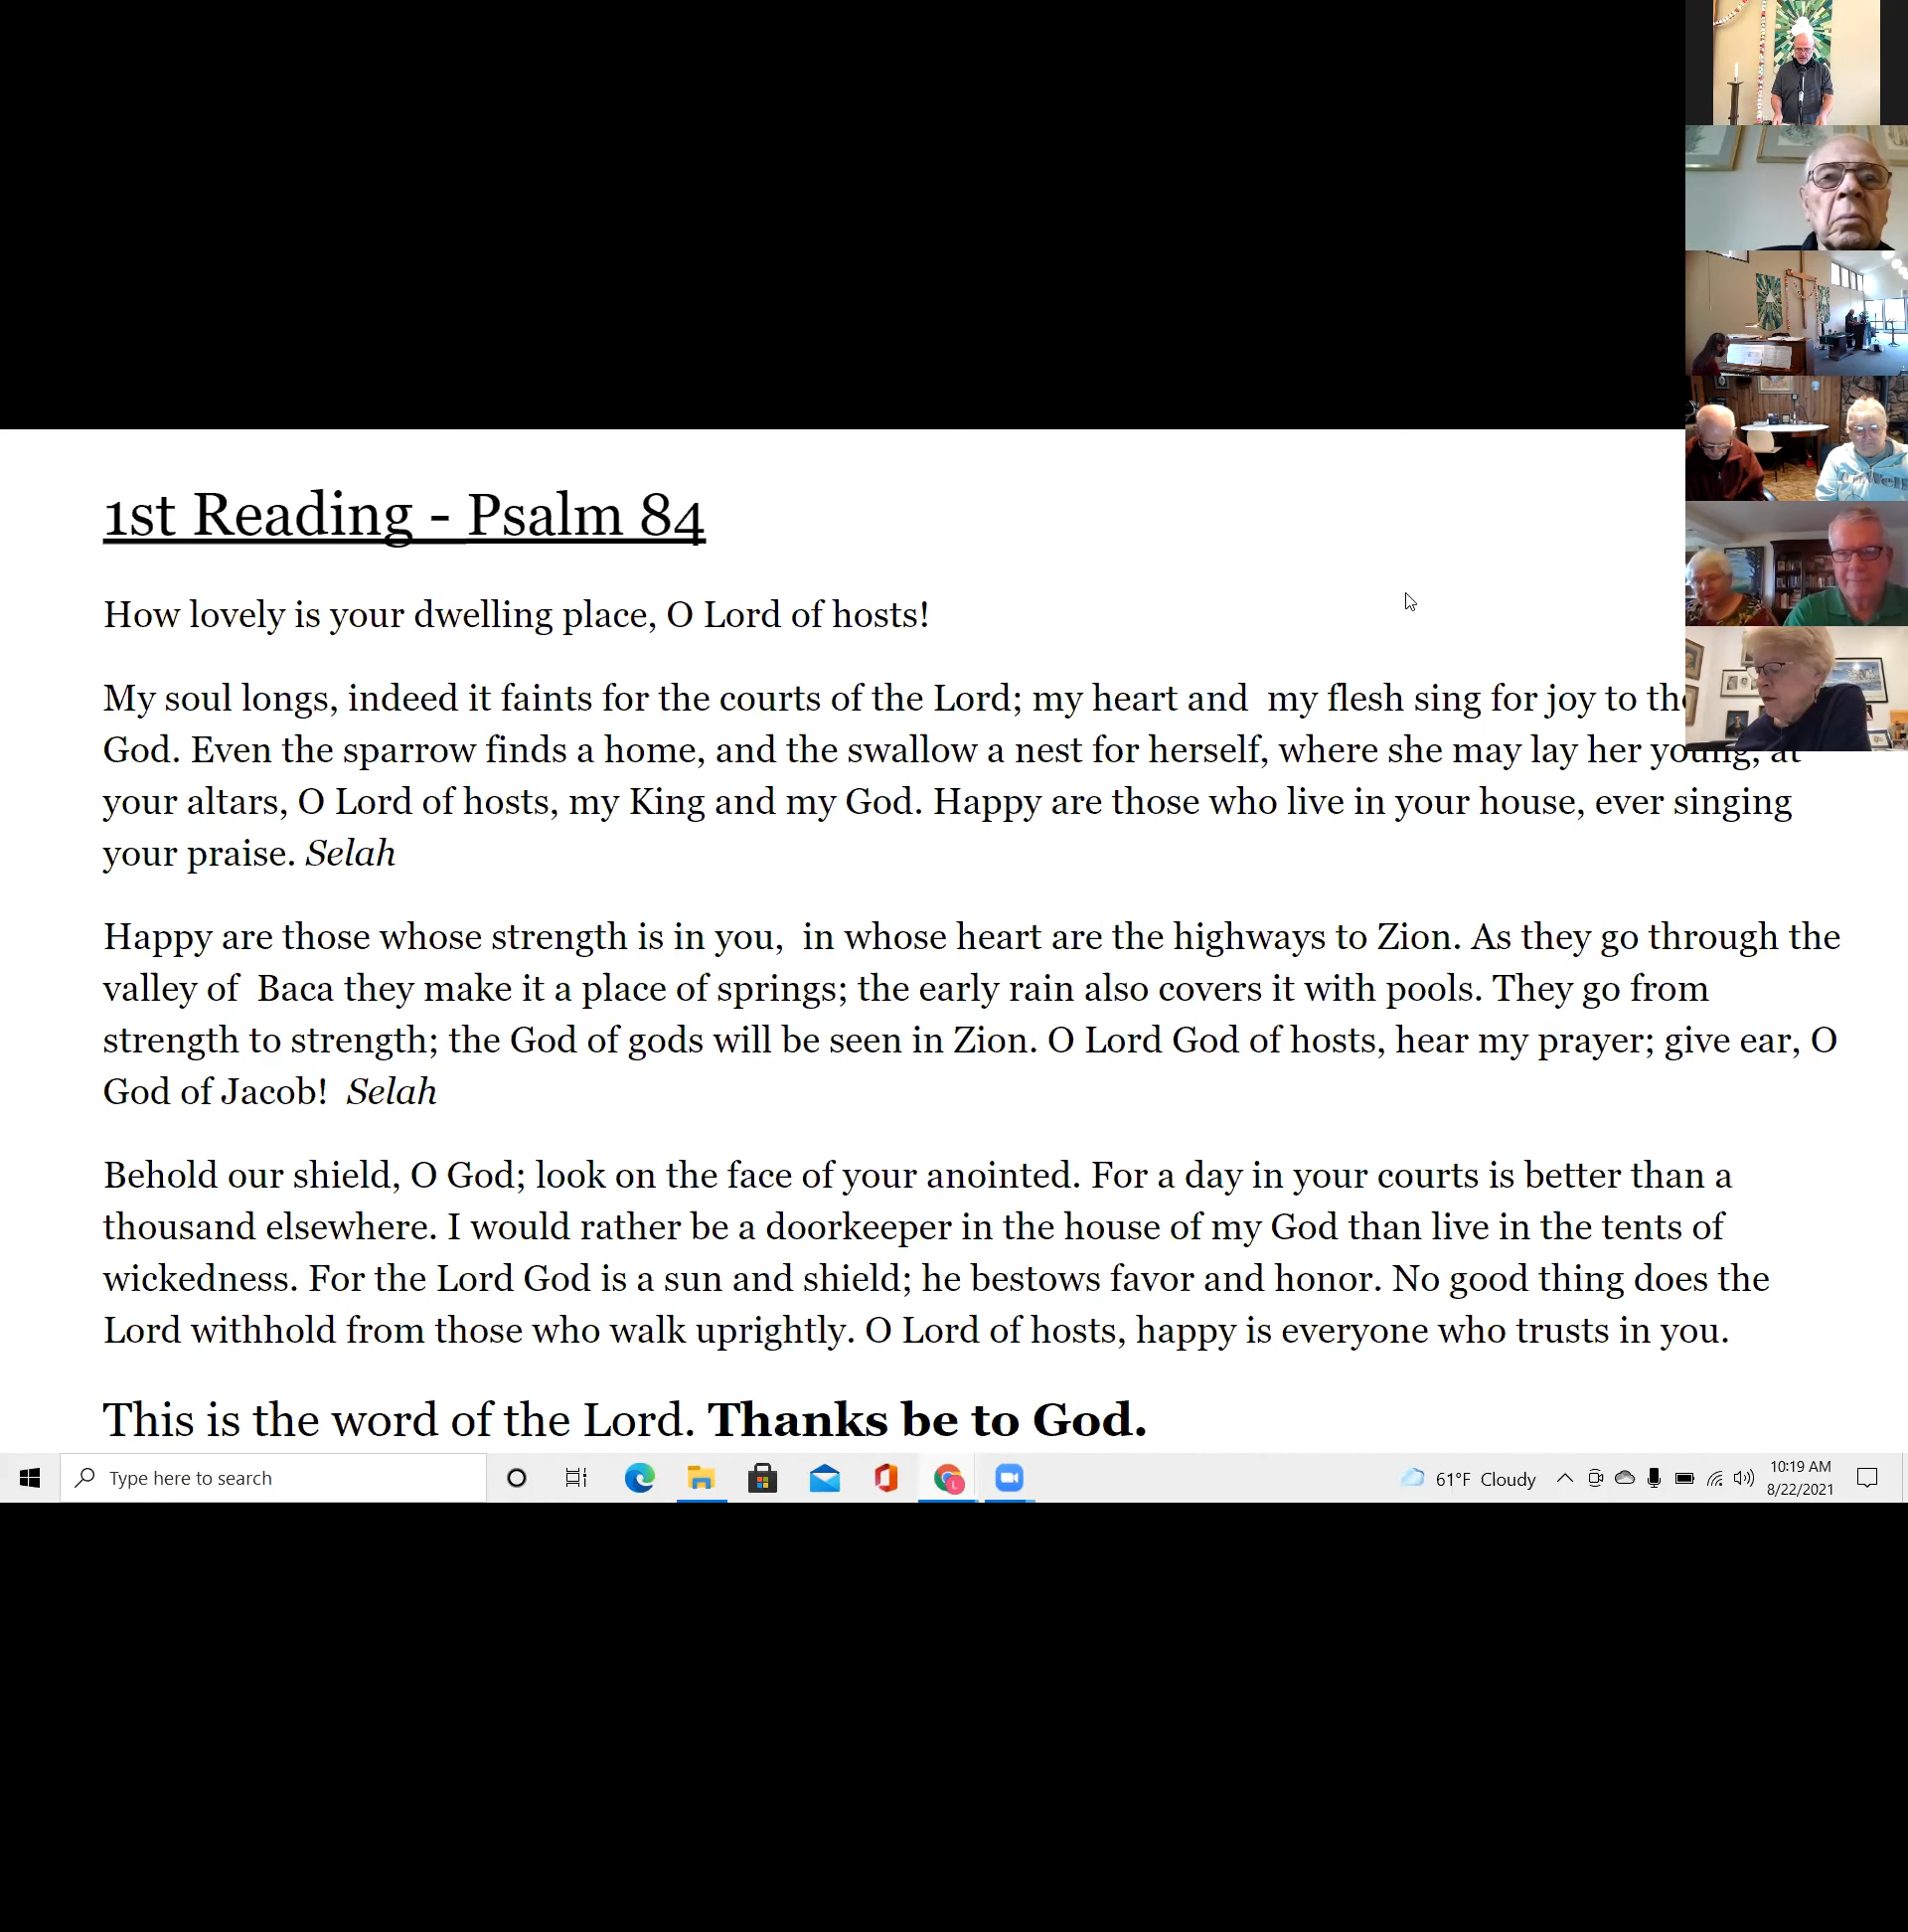 1st Reading - Psalm 84
How lovely is your dwelling place, O Lord of hosts!
My soul longs, indeed it faints for the courts of the Lord; my heart and my flesh sing for joy to
God. Even the sparrow finds a home, and the swallow a nest for herself, where she may lay her young, at
your altars, O Lord of hosts, my King and my God. Happy are those who live in your house, ever singing
your praise. Selah
Happy are those whose strength is in you, in whose heart are the highways to Zion. As they go through the
valley of Baca they make it a place of springs; the early rain also covers it with pools. They go from
strength to strength; the God of gods will be seen in Zion. O Lord God of hosts, hear my prayer; give ear, O
God of Jacob! Selah
Behold our shield, O God; look on the face of your anointed. For a day in your courts is better than a
thousand elsewhere. I would rather be a doorkeeper in the house of my God than live in the tents of
wickedness. For the Lord God is a sun and shield; he bestows favor and honor. No good thing does the
Lord withhold from those who walk uprightly. O Lord of hosts, happy is everyone who trusts in you.
This is the word of the Lord. Thanks be to God.
Type here to search
L
61°F Cloudy
10:19 AM
8/22/2021